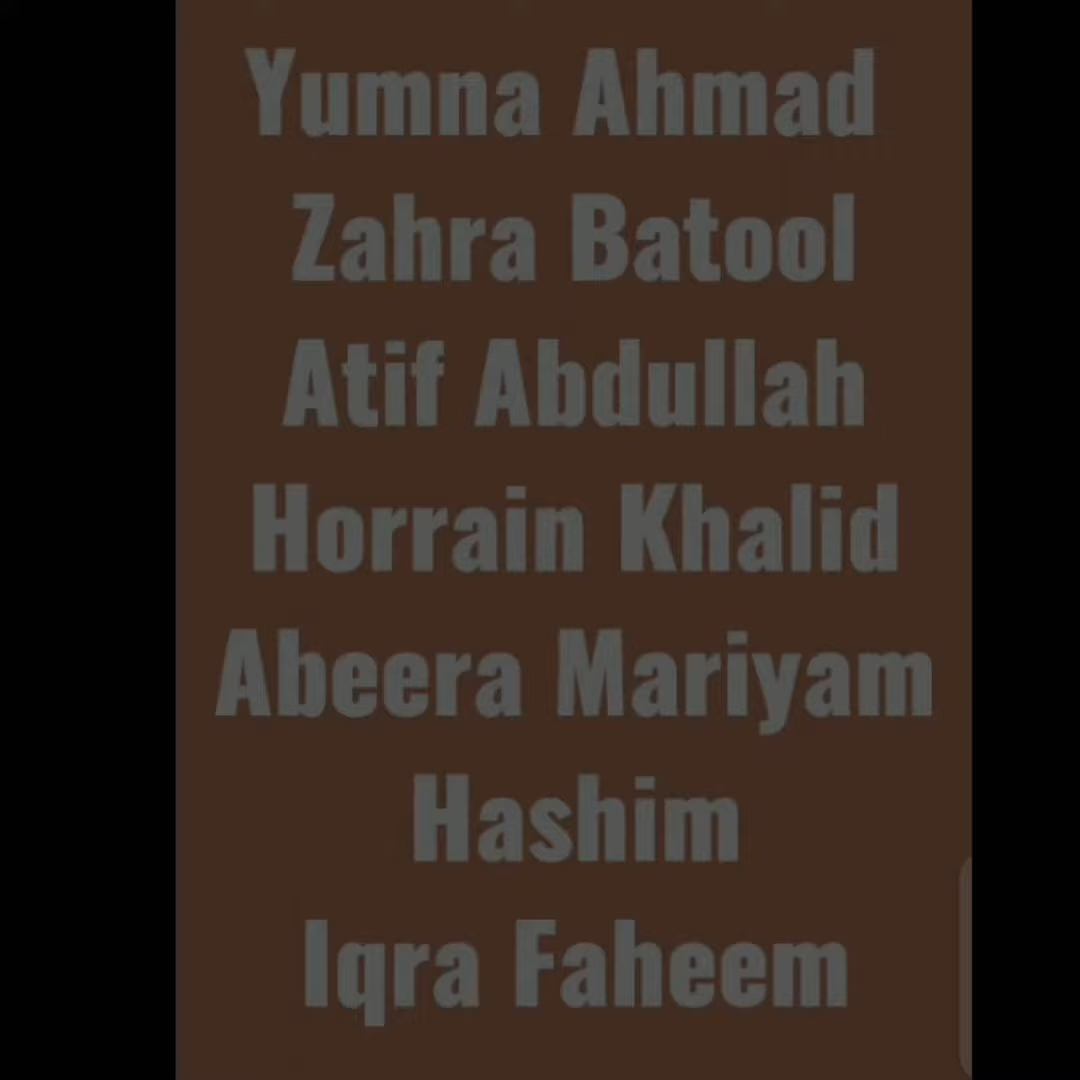 Yumna Ahmad
Zahra Batool
Atif Abdullah
Horrain Khalid
Abeera Mariyam
Hashim
Iqra Faheem